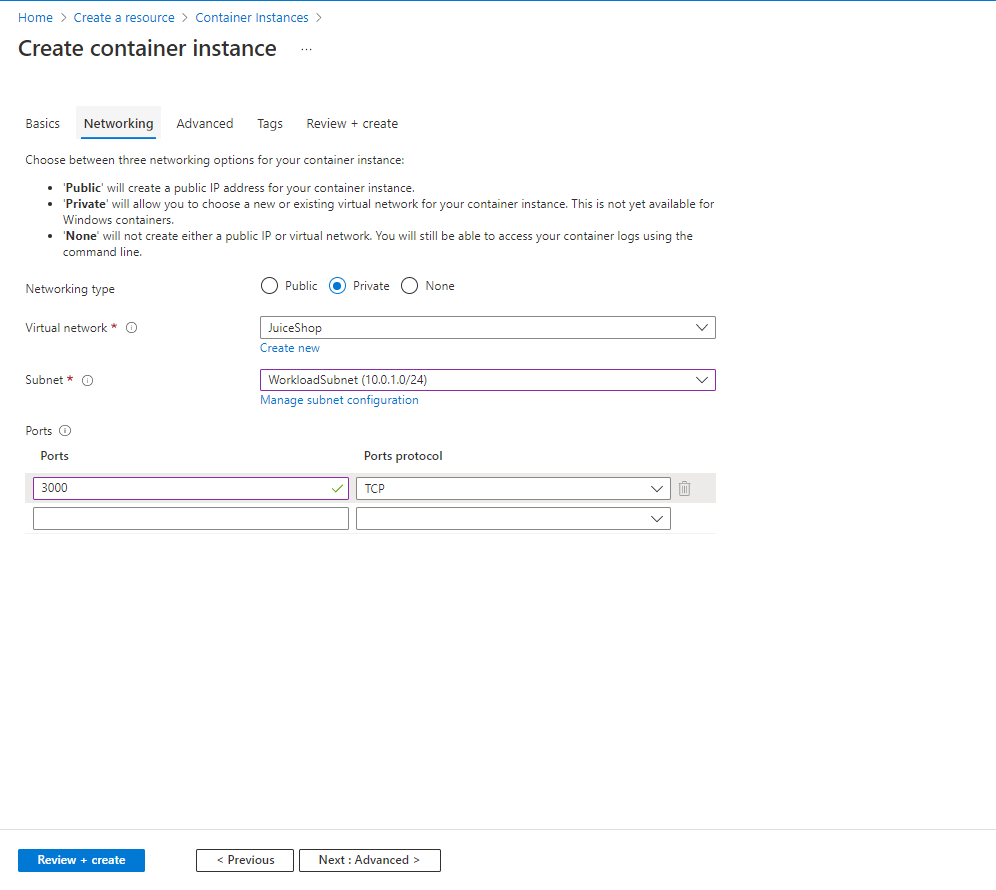 Home > Create a resource > Container Instances >
Create container instance ...
Basics Networking Advanced Tags Review + create
Choose between three networking options for your container instance:
• 'Public' will create a public IP address for your container instance.
• 'Private' will allow you to choose a new or existing virtual network for your container instance. This is not yet available for
Windows containers.
• 'None' will not create either a public IP or virtual network. You will still be able to access your container logs using the
command line.
Networking type Public Private None
Virtual network * JuiceShop
Create new
Subnet * WorkloadSubnet (10.0.1.0/24)
Manage subnet configuration
Ports
Ports Ports protocol
3000 TCP
Review + create < Previous Next : Advanced >